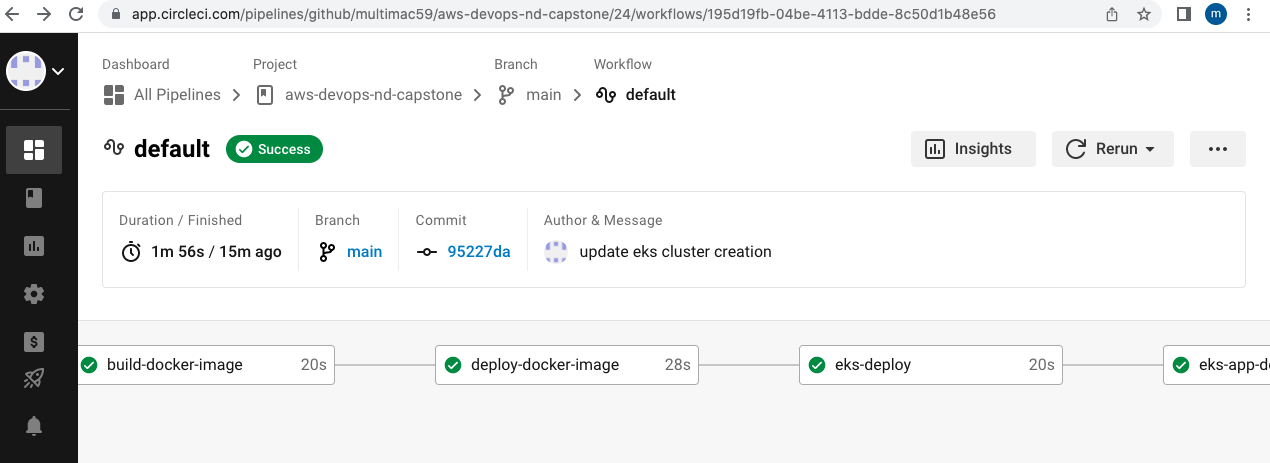 app.circleci.com/pipelines/github/multimac59/aws-devops-nd-capstone/24/workflows/195d19fb-04be-4113-bdde-8c50d1b48e56
m
Dashboard Project Branch Workflow
All Pipelines aws-devops-nd-capstone main default
default Success Insights Rerun
Duration / Finished Branch Commit Author & Message
1m 56s / 15m ago main 95227da update eks cluster creation
build-docker-image 20s deploy-docker-image 28s eks-deploy 20s eks-app-d